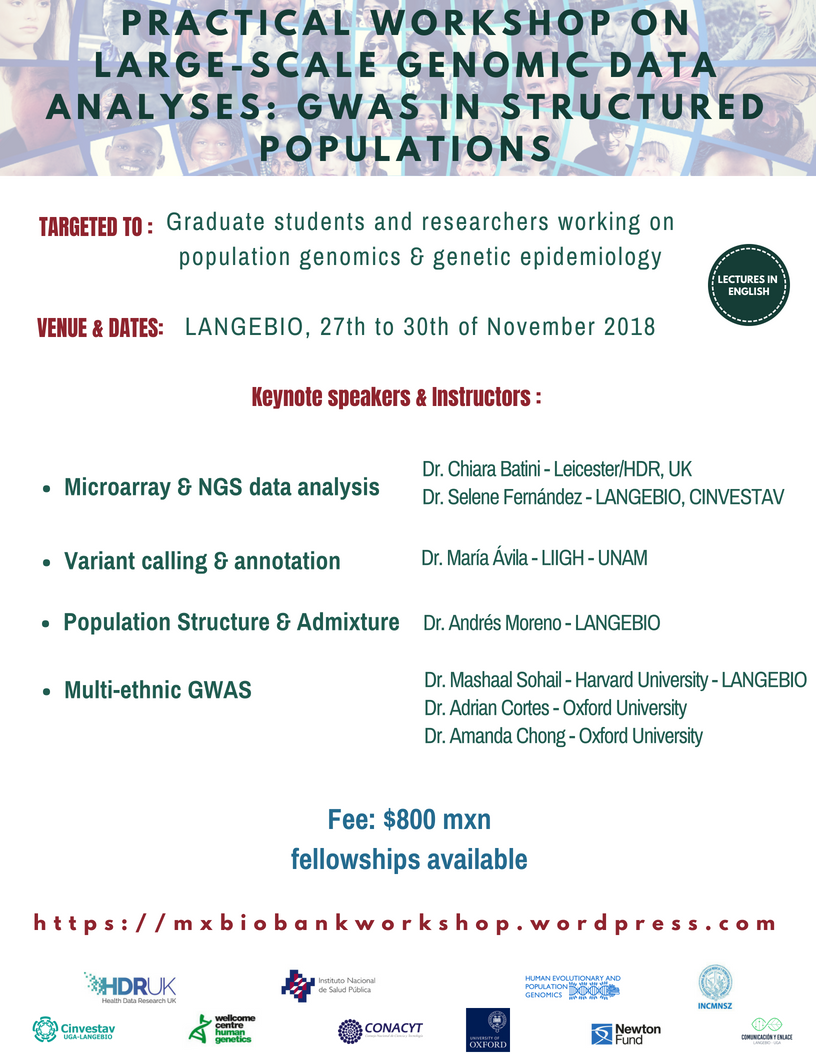 PRACTICAL WORKSHOP ON
LARGE-SCALE GENOMIC DATA
ANALYSES: GWAS IN STRUCTURED
POPULATIONS
TARGETED TO : Graduate students and researchers working on
population genomics & genetic epidemiology
LECTURES IN
ENGLISH
VENUE & DATES: LANGEBIO, 27th to 30th of November 2018
Keynote speakers & Instructors :
• Microarray & NGS data analysis
Dr. Chiara Batini - Leicester/HDR, UK
Dr. Selene Fernández - LANGEBIO, CINVESTAV
• Variant calling & annotation
Dr. María Ávila - LIIGH - UNAM
• Population Structure & Admixture
Dr. Andrés Moreno - LANGEBIO
• Multi-ethnic GWAS
Dr. Mashaal Sohail - Harvard University - LANGEBIO
Dr. Adrian Cortes - Oxford University
Dr. Amanda Chong - Oxford University
Fee: $800 mxn
fellowships available
https://mxbiobankworkshop.wordpress.com
HDRUK
Health Data Research UK
Instituto Nacional
de Salud Pública
HUMAN EVOLUTIONARY AND
POPULATION
GENOMICS
INCMNSZ
Cinvestav
UGA-LANGEBIO
wellcome
centre
human
genetics
CONACYT
UNIVERSITY OF
OXFORD
Newton
Fund
COMUNICACIÓN Y ENLACE
LANGEBIO - UGA